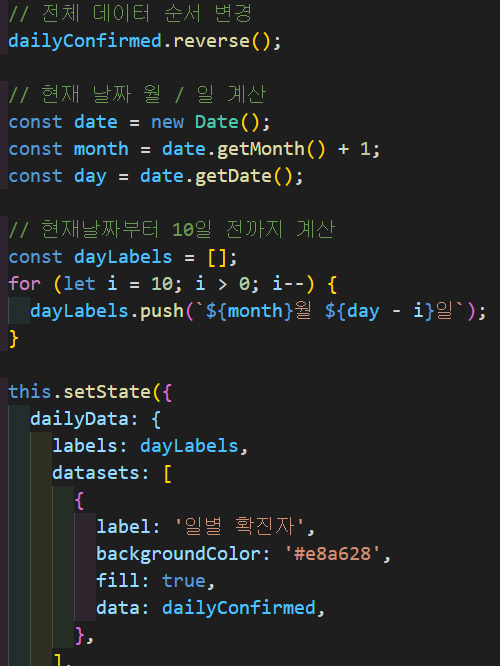 // 전체 데이터 순서 변경
dailyConfirmed.reverse();
// 현재 날짜 월 / 일 계산
const date = new Date();
const month = date.getMonth() + 1;
const day = date.getDate();
// 현재날짜부터 10일 전까지 계산
const dayLabels = [];
for (let i = 10; i > 0; i--) {
  dayLabels.push(`${month}월 ${day - i}일`);
}
this.setState({
  dailyData: {
    labels: dayLabels,
    datasets: [
      {
        label: '일별 확진자',
        backgroundColor: '#e8a628',
        fill: true,
        data: dailyConfirmed,
      },
    ],